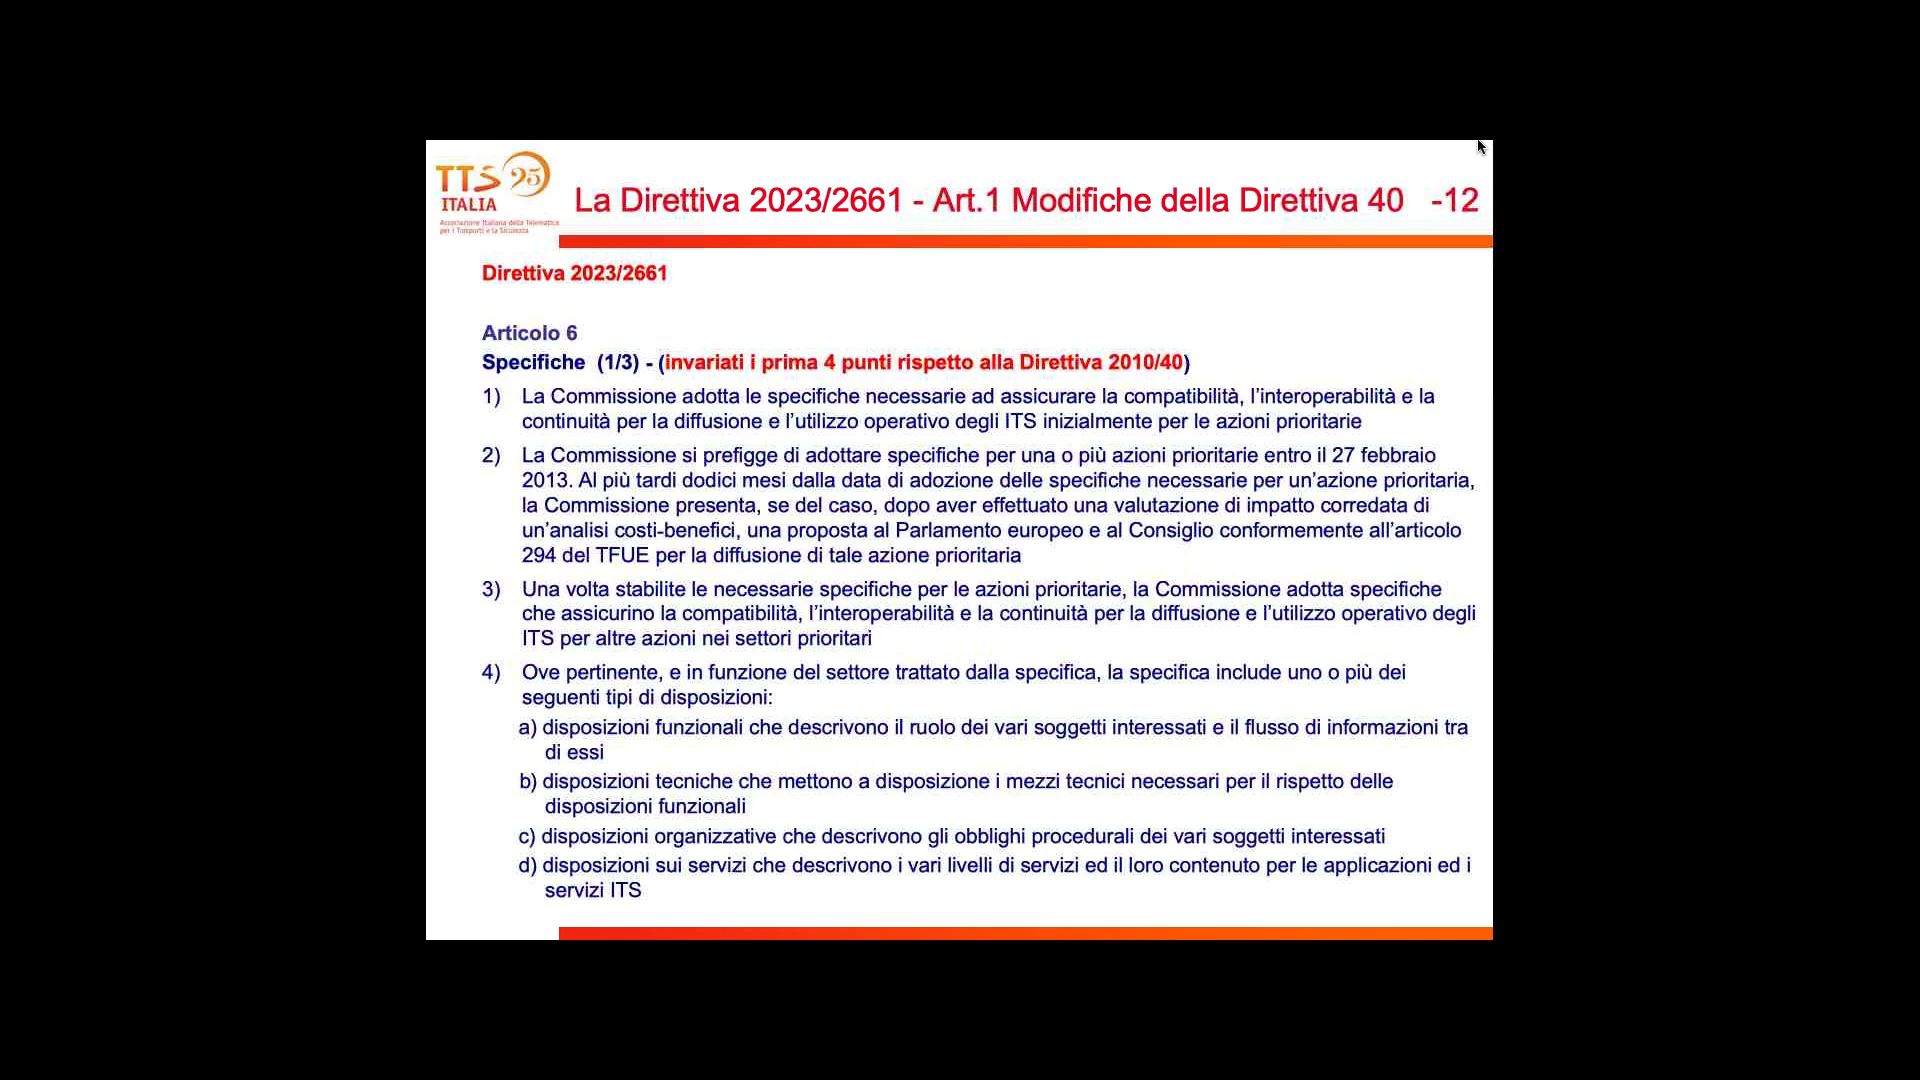 TTS 25
ITALIA
Associazione Italiana della Telematica
per i Trasporti e la Sicurezza
La Direttiva 2023/2661 - Art.1 Modifiche della Direttiva 40 -12
Direttiva 2023/2661
Articolo 6
Specifiche (1/3) - (invariati i prima 4 punti rispetto alla Direttiva 2010/40)
1) La Commissione adotta le specifiche necessarie ad assicurare la compatibilità, l’interoperabilità e la
continuità per la diffusione e l’utilizzo operativo degli ITS inizialmente per le azioni prioritarie
2) La Commissione si prefigge di adottare specifiche per una o più azioni prioritarie entro il 27 febbraio
2013. Al più tardi dodici mesi dalla data di adozione delle specifiche necessarie per un’azione prioritaria,
la Commissione presenta, se del caso, dopo aver effettuato una valutazione di impatto corredata di
un’analisi costi-benefici, una proposta al Parlamento europeo e al Consiglio conformemente all’articolo
294 del TFUE per la diffusione di tale azione prioritaria
3) Una volta stabilite le necessarie specifiche per le azioni prioritarie, la Commissione adotta specifiche
che assicurino la compatibilità, l’interoperabilità e la continuità per la diffusione e l’utilizzo operativo degli
ITS per altre azioni nei settori prioritari
4) Ove pertinente, e in funzione del settore trattato dalla specifica, la specifica include uno o più dei
seguenti tipi di disposizioni:
a) disposizioni funzionali che descrivono il ruolo dei vari soggetti interessati e il flusso di informazioni tra
di essi
b) disposizioni tecniche che mettono a disposizione i mezzi tecnici necessari per il rispetto delle
disposizioni funzionali
c) disposizioni organizzative che descrivono gli obblighi procedurali dei vari soggetti interessati
d) disposizioni sui servizi che descrivono i vari livelli di servizi ed il loro contenuto per le applicazioni ed i
servizi ITS